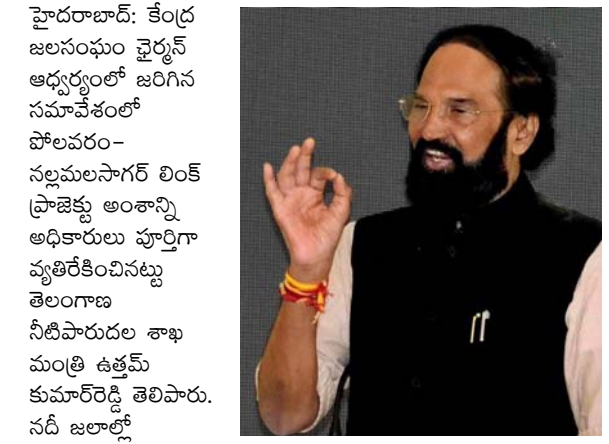 హైదరాబాద్: కేంద్ర
జలసంఘం ఛైర్మన్
ఆధ్వర్యంలో జరిగిన
సమావేశంలో
పోలవరం-
నల్లమలసాగర్ లింక్
ప్రాజెక్టు అంశాన్ని
అధికారులు పూర్తిగా
వ్యతిరేకించినట్టు
తెలంగాణ
నీటిపారుదల శాఖ
మంత్రి ఉత్తమ్
కుమార్‌రెడ్డి తెలిపారు.
నదీ జలాల్లో